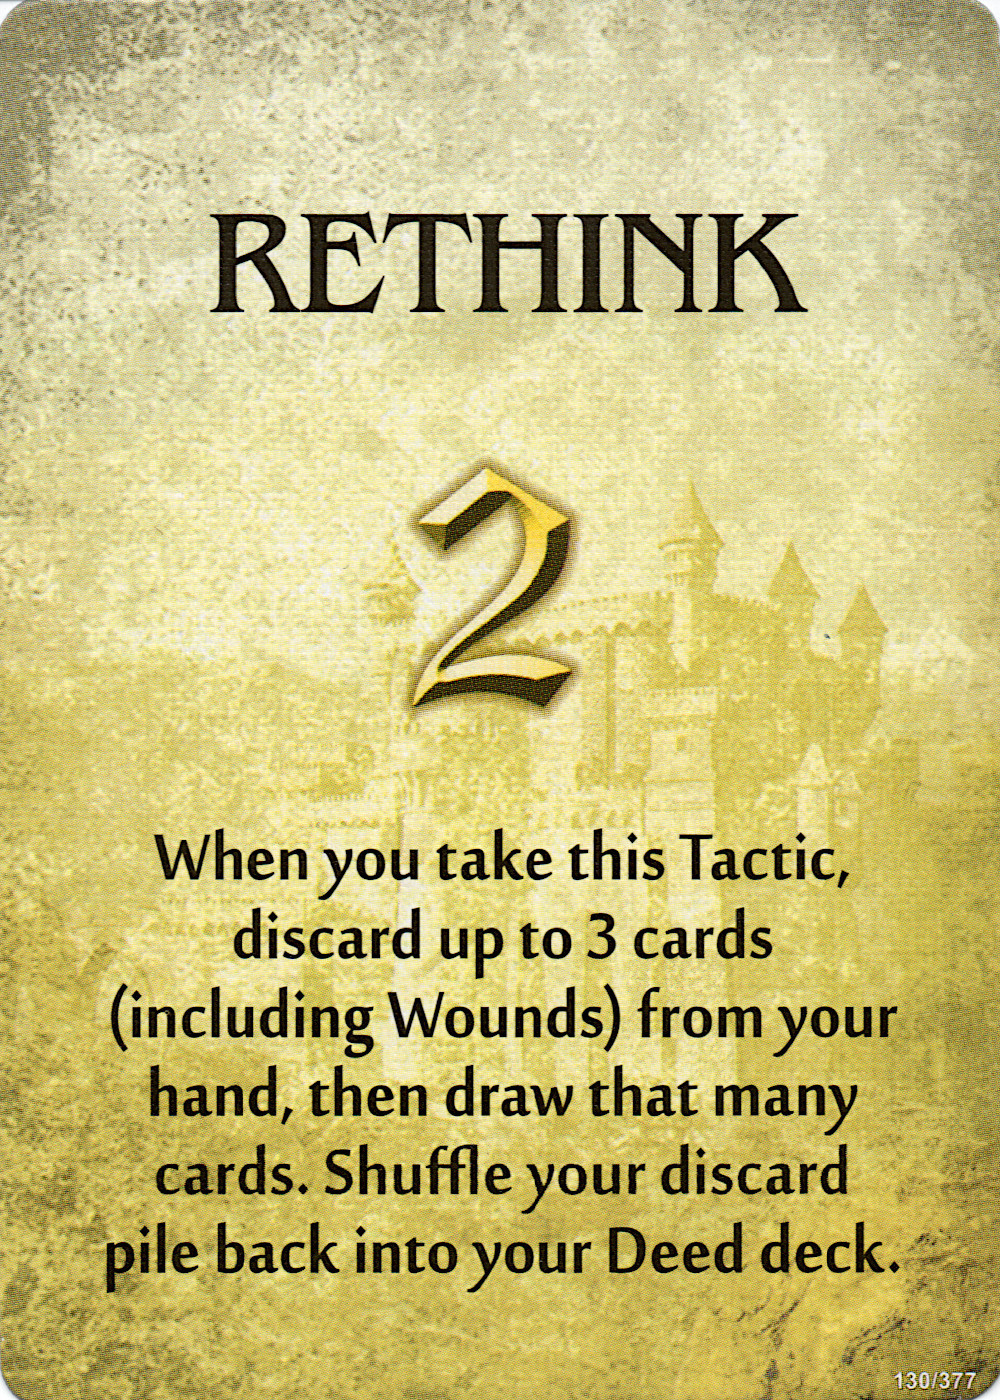 RETHINK
2
When you take this Tactic,
discard up to 3 cards
(including Wounds) from your
hand, then draw that many
cards. Shuffle your discard
pile back into your Deed deck.
130/377